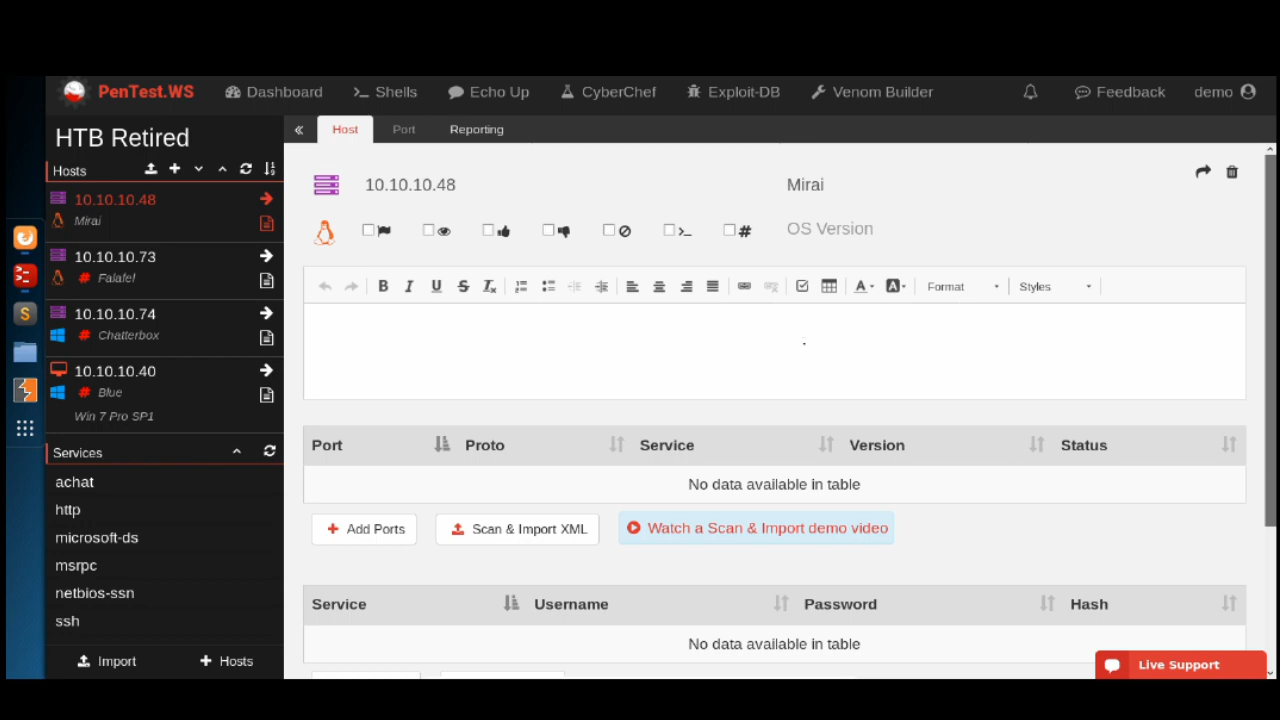 PenTest.WS Dashboard Shells Echo Up CyberChef Exploit-DB Venom Builder Feedback demo
HTB Retired
Host Port Reporting
Hosts
10.10.10.48
Mirai
10.10.10.73
# Falafel
10.10.10.74
# Chatterbox
10.10.10.40
# Blue
Win 7 Pro SP1
Services
achat
http
microsoft-ds
msrpc
netbios-ssn
ssh
Import Hosts
10.10.10.48 Mirai
# OS Version
B I U S Tx A A Format Styles
Port Proto Service Version Status
No data available in table
Add Ports Scan & Import XML Watch a Scan & Import demo video
Service Username Password Hash
No data available in table
Live Support